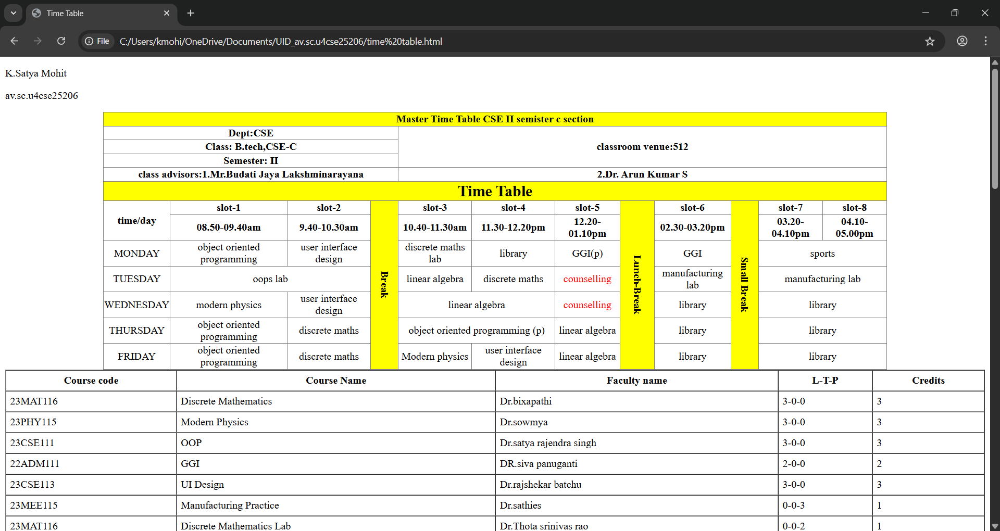 Time Table
File C:/Users/kmohi/OneDrive/Documents/UID_av.sc.u4cse25206/time%20table.html
K.Satya Mohit
av.sc.u4cse25206
Master Time Table CSE II semister c section
Dept:CSE
classroom venue:512
Class: B.tech,CSE-C
Semester: II
class advisors:1.Mr.Budati Jaya Lakshminarayana 2.Dr. Arun Kumar S
Time Table
time/day slot-1 slot-2 Break slot-3 slot-4 slot-5 Lunch-Break slot-6 Small Break slot-7 slot-8
08.50-09.40am 9.40-10.30am 10.40-11.30am 11.30-12.20pm 12.20-01.10pm 02.30-03.20pm 03.20-04.10pm 04.10-05.00pm
MONDAY object oriented programming user interface design discrete maths lab library GGI(p) GGI sports
TUESDAY oops lab linear algebra discrete maths counselling manufacturing lab manufacturing lab
WEDNESDAY modern physics user interface design linear algebra counselling library library
THURSDAY object oriented programming discrete maths object oriented programming (p) linear algebra library library
FRIDAY object oriented programming discrete maths Modern physics user interface design linear algebra library library
Course code Course Name Faculty name L-T-P Credits
23MAT116 Discrete Mathematics Dr.bixapathi 3-0-0 3
23PHY115 Modern Physics Dr.sowmya 3-0-0 3
23CSE111 OOP Dr.satya rajendra singh 3-0-0 3
22ADM111 GGI DR.siva panuganti 2-0-0 2
23CSE113 UI Design Dr.rajshekar batchu 3-0-0 3
23MEE115 Manufacturing Practice Dr.sathies 0-0-3 1
23MAT116 Discrete Mathematics Lab Dr.Thota srinivas rao 0-0-2 1